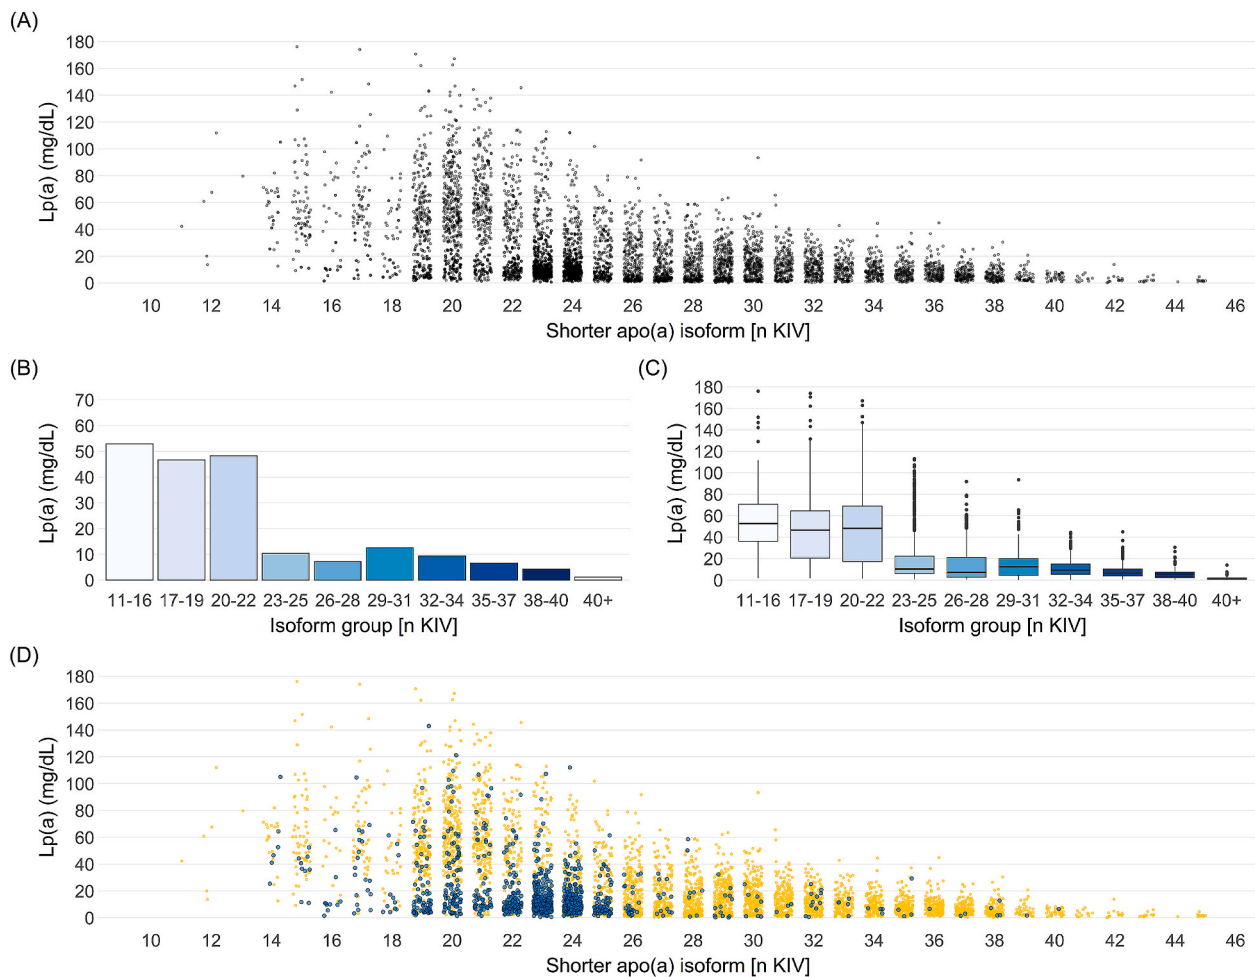 (A)
180
160
140
120
100
80
60
40
20
0
Lp(a) (mg/dL)
10 12 14 16 18 20 22 24 26 28 30 32 34 36 38 40 42 44 46
Shorter apo(a) isoform [n KIV]
(B)
70
60
50
40
30
20
10
0
Lp(a) (mg/dL)
11-16 17-19 20-22 23-25 26-28 29-31 32-34 35-37 38-40 40+
Isoform group [n KIV]
(C)
180
160
140
120
100
80
60
40
20
0
Lp(a) (mg/dL)
11-16 17-19 20-22 23-25 26-28 29-31 32-34 35-37 38-40 40+
Isoform group [n KIV]
(D)
180
160
140
120
100
80
60
40
20
0
Lp(a) (mg/dL)
10 12 14 16 18 20 22 24 26 28 30 32 34 36 38 40 42 44 46
Shorter apo(a) isoform [n KIV]